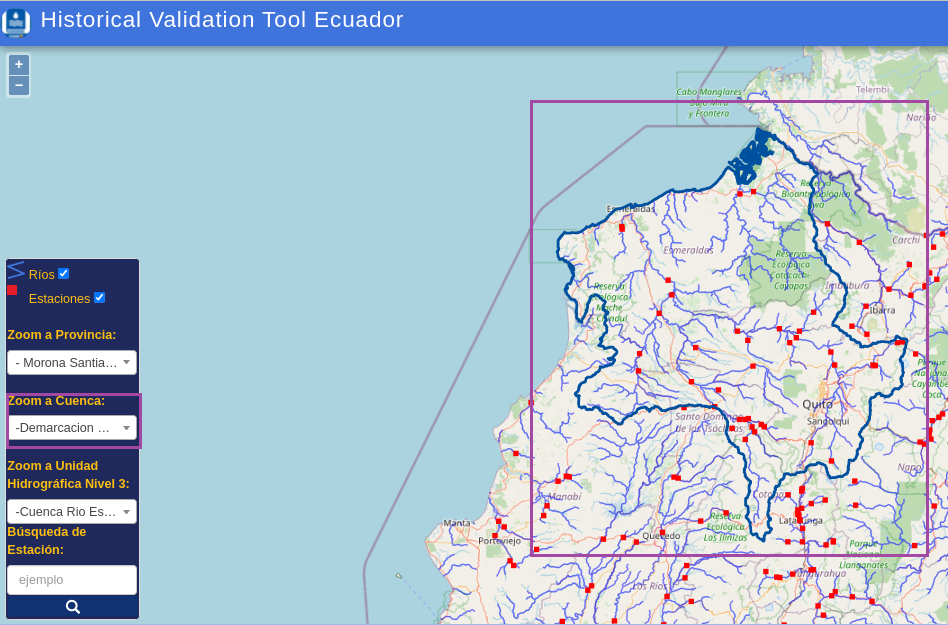 Historical Validation Tool Ecuador
+
−
Ríos
Estaciones
Zoom a Provincia:
- Morona Santia...
Zoom a Cuenca:
-Demarcacion ...
Zoom a Unidad
Hidrográfica Nivel 3:
-Cuenca Rio Es...
Búsqueda de
Estación:
ejemplo
Cabo Manglares
Bajo Mira
y Frontera
Telembí
Nariño
Esmeraldas
Esmeraldas
Carchi
Reserva
Ecológica
Cotacachi-
Cayapas
Imbabura
Ibarra
Reserva
Ecológica
Mache
Chindul
Quito
Sangolquí
Santo Domingo
de los Tsáchilas
Napo
Cotopaxi
Manabí
Manta
Portoviejo
Quevedo
Reserva
Ecológica
Los Ilinizas
Latacunga
Parque
Nacional
Llanganates
Tungurahua
Los Ríos
Parque
Nacional
Cayambe
Coca